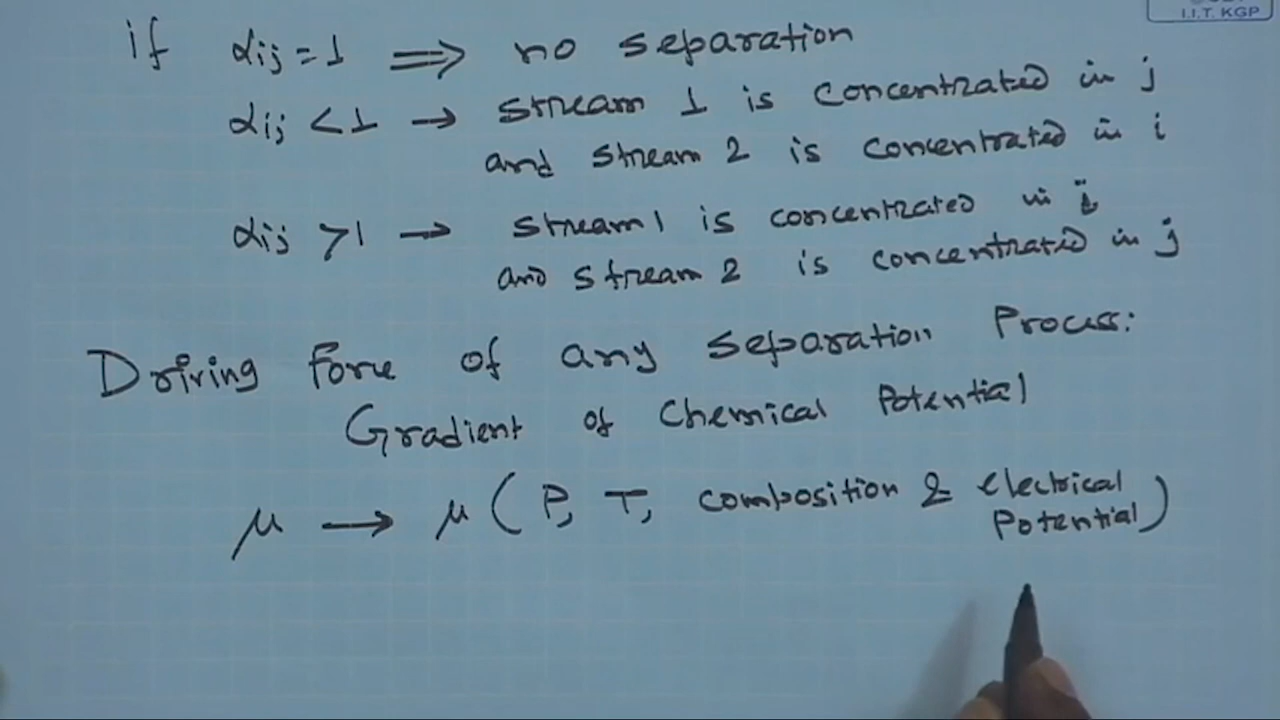 I.I.T. KGP
if αij = 1 ⟹ no separation
αij < 1 → stream 1 is concentrated in j
and stream 2 is concentrated in i
αij > 1 → stream 1 is concentrated in i
and stream 2 is concentrated in j
Driving force of any separation Process:
Gradient of Chemical Potential
μ → μ (P, T, composition & electrical
Potential)